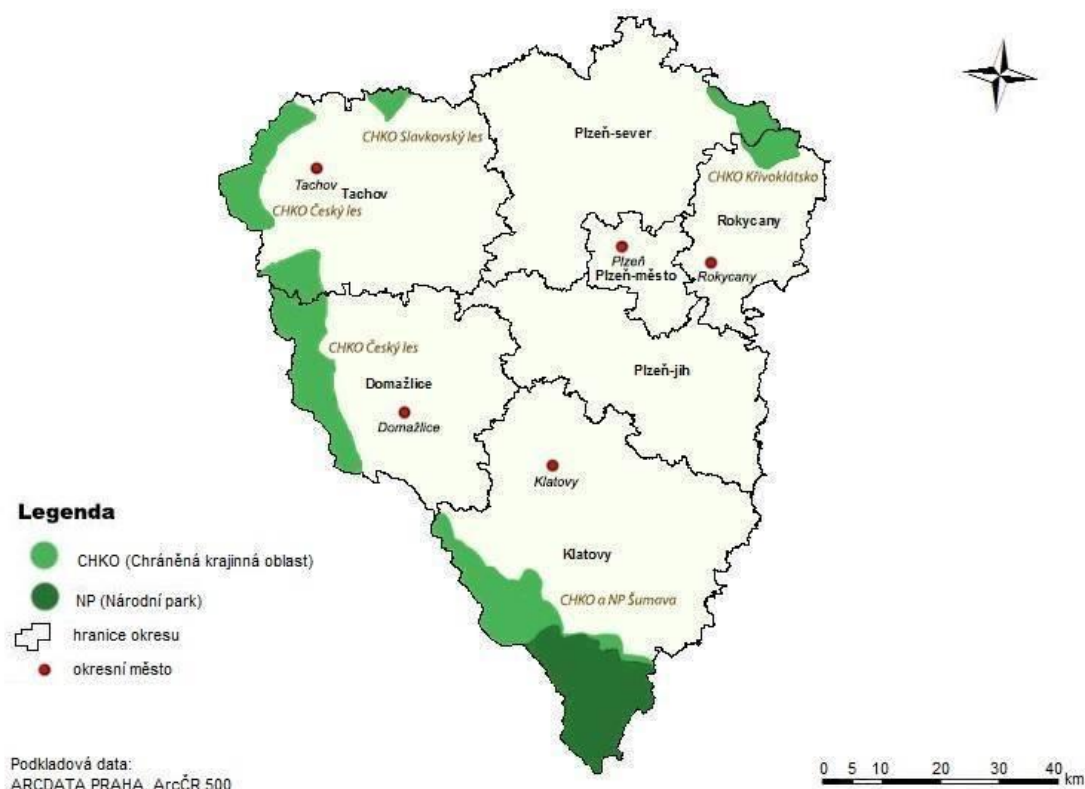 Plzeň-sever
CHKO Slavkovský les
CHKO Křivoklátsko
Tachov
Tachov
CHKO Český les
Rokycany
Plzeň
Plzeň-město
Rokycany
CHKO Český les
Plzeň-jih
Domažlice
Domažlice
Klatovy
Klatovy
CHKO a NP Šumava
Legenda
CHKO (Chráněná krajinná oblast)
NP (Národní park)
hranice okresu
okresní město
Podkladová data:
ARCDATA PRAHA, ArcČR 500
0 5 10 20 30 40
km